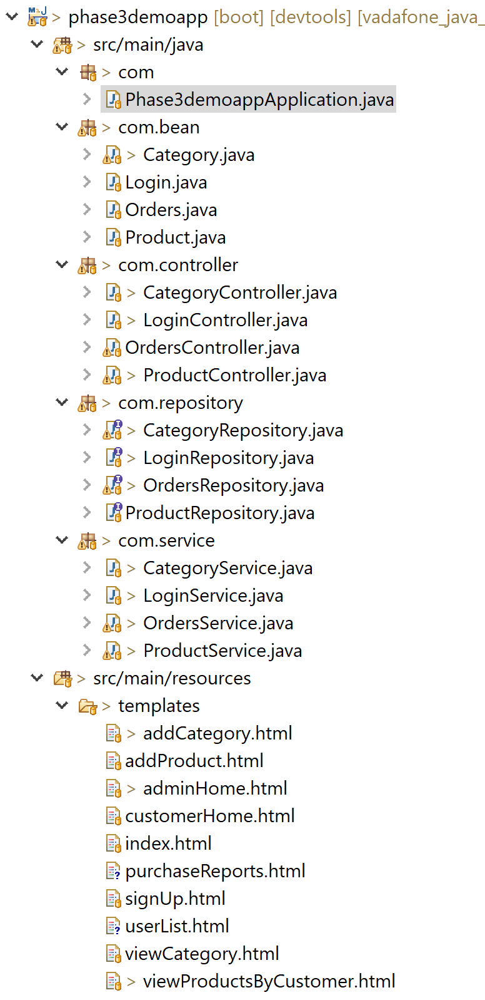 > phase3demoapp [boot] [devtools] [vadafone_java_
> src/main/java
> com
Phase3demoappApplication.java
> com.bean
> Category.java
Login.java
Orders.java
Product.java
> com.controller
> CategoryController.java
> LoginController.java
OrdersController.java
> ProductController.java
> com.repository
> CategoryRepository.java
> LoginRepository.java
> OrdersRepository.java
ProductRepository.java
> com.service
> CategoryService.java
> LoginService.java
> OrdersService.java
> ProductService.java
> src/main/resources
> templates
> addCategory.html
addProduct.html
> adminHome.html
customerHome.html
index.html
purchaseReports.html
signUp.html
userList.html
viewCategory.html
> viewProductsByCustomer.html